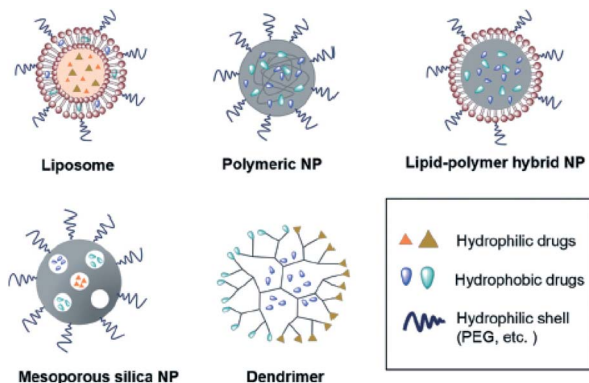 Liposome
Polymeric NP
Lipid-polymer hybrid NP
Mesoporous silica NP
Dendrimer
Hydrophilic drugs
Hydrophobic drugs
Hydrophilic shell
(PEG, etc. )